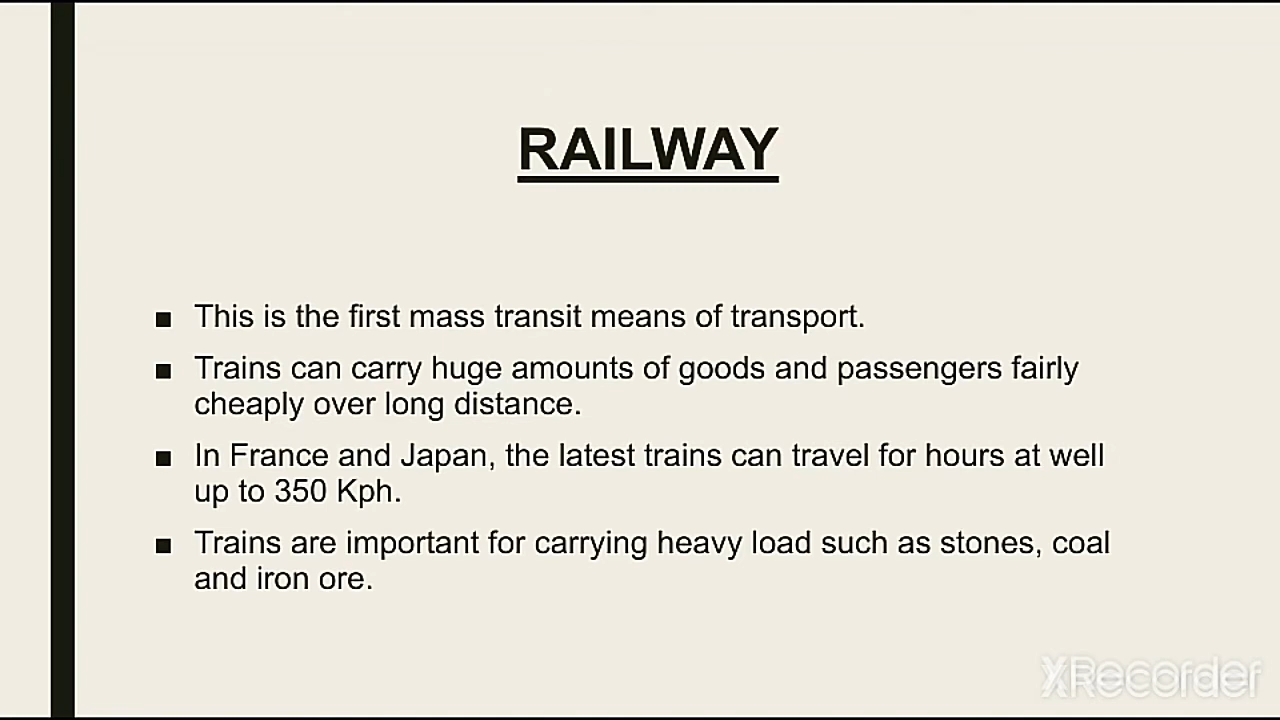 RAILWAY
■ This is the first mass transit means of transport.
■ Trains can carry huge amounts of goods and passengers fairly
cheaply over long distance.
■ In France and Japan, the latest trains can travel for hours at well
up to 350 Kph.
■ Trains are important for carrying heavy load such as stones, coal
and iron ore.
XRecorder